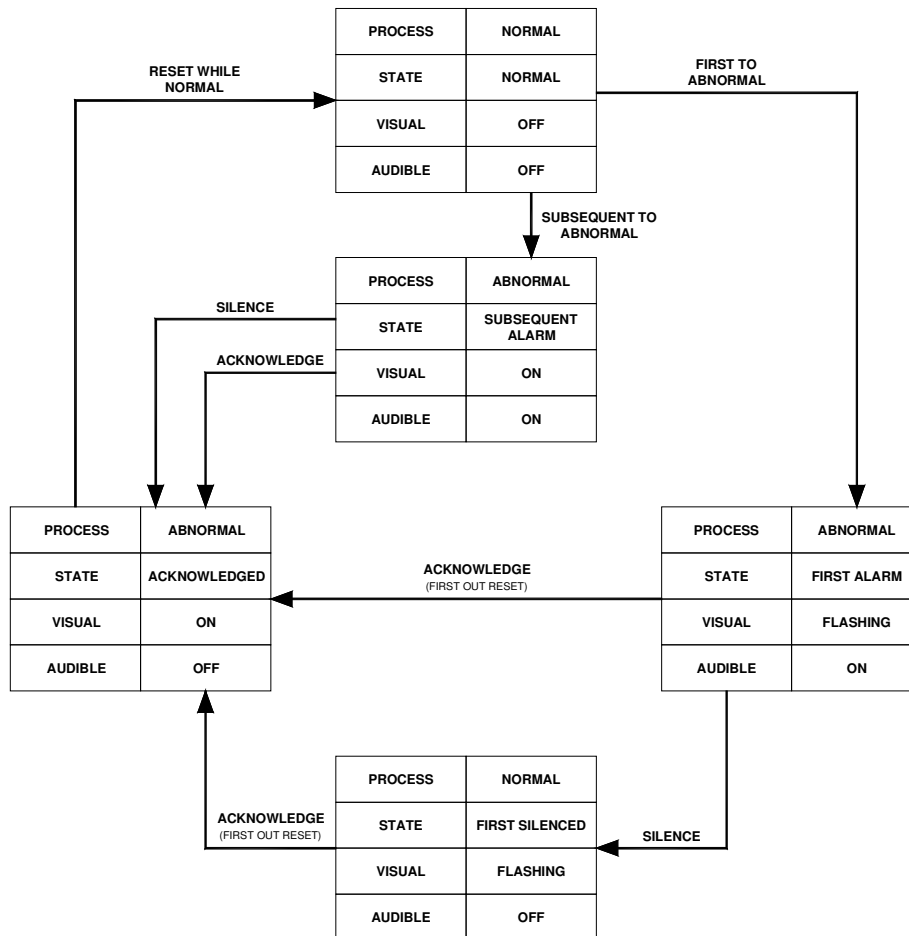 PROCESS NORMAL
STATE NORMAL
VISUAL OFF
AUDIBLE OFF
RESET WHILE
NORMAL
FIRST TO
ABNORMAL
SUBSEQUENT TO
ABNORMAL
PROCESS ABNORMAL
STATE SUBSEQUENT
ALARM
VISUAL ON
AUDIBLE ON
SILENCE
ACKNOWLEDGE
PROCESS ABNORMAL
STATE ACKNOWLEDGED
VISUAL ON
AUDIBLE OFF
ACKNOWLEDGE
(FIRST OUT RESET)
PROCESS ABNORMAL
STATE FIRST ALARM
VISUAL FLASHING
AUDIBLE ON
ACKNOWLEDGE
(FIRST OUT RESET)
PROCESS NORMAL
STATE FIRST SILENCED
VISUAL FLASHING
AUDIBLE OFF
SILENCE